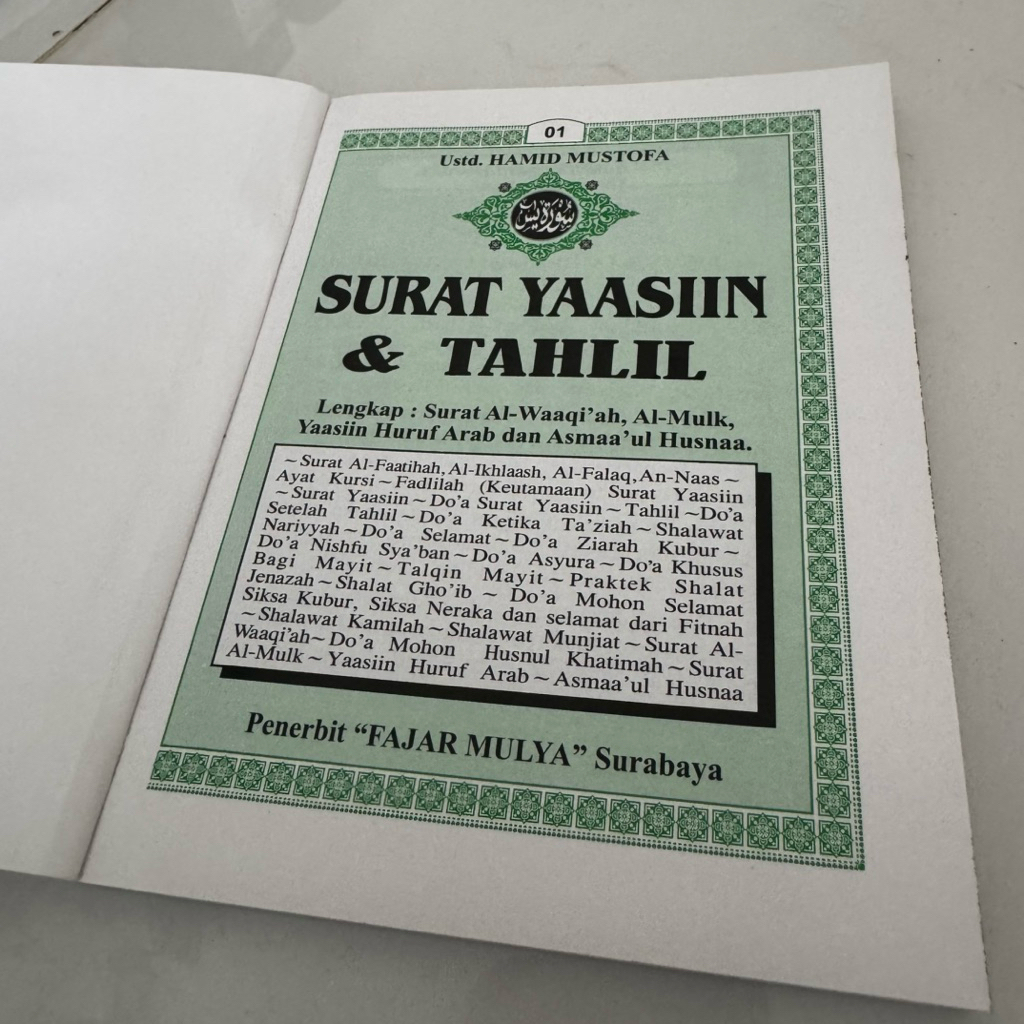 01
Ustd. HAMID MUSTOFA
سُوْرَةُ يٰسٓ
SURAT YAASIIN
& TAHLIL
Lengkap : Surat Al-Waaqi'ah, Al-Mulk,
Yaasiin Huruf Arab dan Asmaa'ul Husnaa.
~ Surat Al-Faatihah, Al-Ikhlaash, Al-Falaq, An-Naas ~
Ayat Kursi ~ Fadlilah (Keutamaan) Surat Yaasiin
~ Surat Yaasiin ~ Do'a Surat Yaasiin ~ Tahlil ~ Do'a
Setelah Tahlil ~ Do'a Ketika Ta'ziah ~ Shalawat
Nariyyah ~ Do'a Selamat ~ Do'a Ziarah Kubur ~
Do'a Nishfu Sya'ban ~ Do'a Asyura ~ Do'a Khusus
Bagi Mayit ~ Talqin Mayit ~ Praktek Shalat
Jenazah ~ Shalat Gho'ib ~ Do'a Mohon Selamat
Siksa Kubur, Siksa Neraka dan selamat dari Fitnah
~ Shalawat Kamilah ~ Shalawat Munjiat ~ Surat Al-
Waaqi'ah~ Do'a Mohon Husnul Khatimah ~ Surat
Al-Mulk ~ Yaasiin Huruf Arab ~ Asmaa'ul Husnaa
Penerbit "FAJAR MULYA" Surabaya